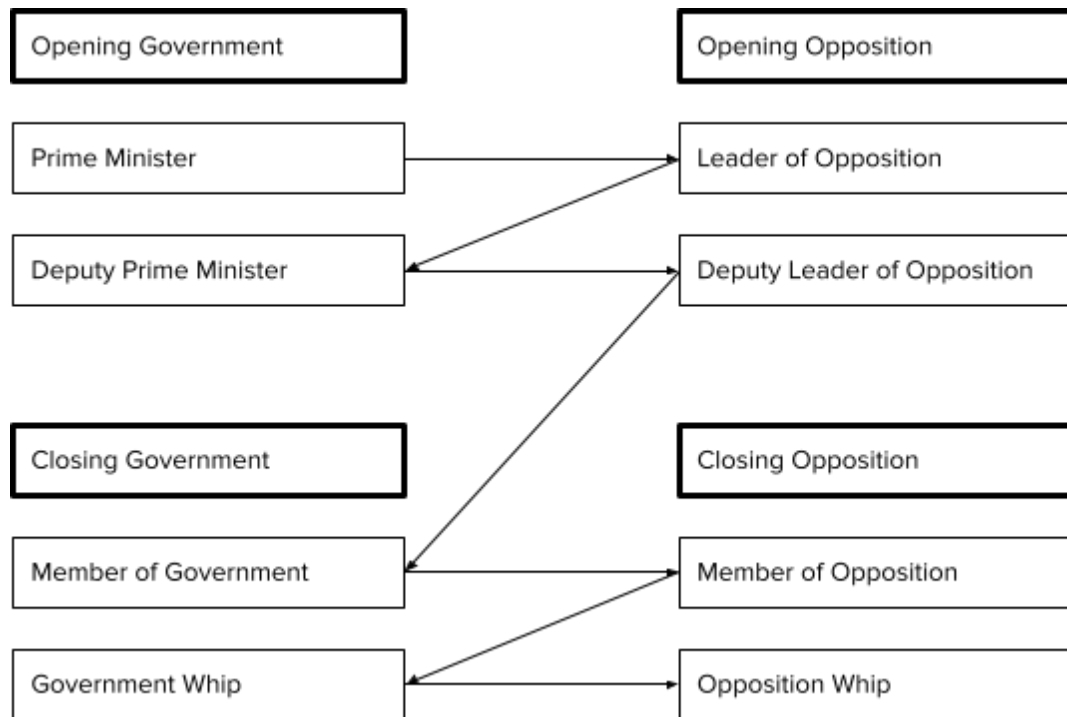 Opening Government
Opening Opposition
Prime Minister
Leader of Opposition
Deputy Prime Minister
Deputy Leader of Opposition
Closing Government
Closing Opposition
Member of Government
Member of Opposition
Government Whip
Opposition Whip